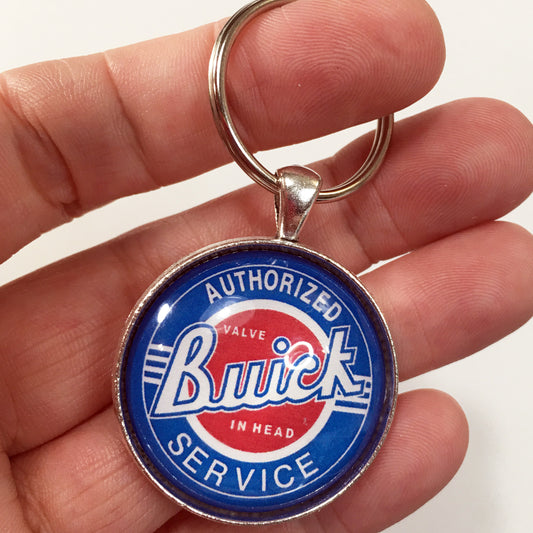 AUTHORIZED
VALVE
Buick
IN HEAD
SERVICE